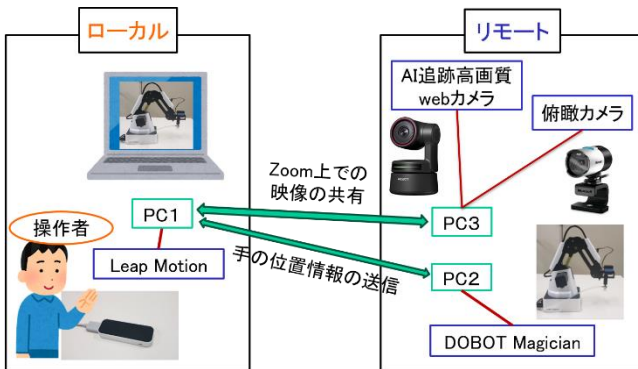 ローカル
リモート
AI追跡高画質
webカメラ
俯瞰カメラ
Zoom上での
映像の共有
操作者
PC1
PC3
Leap Motion
手の位置情報の送信
PC2
DOBOT Magician